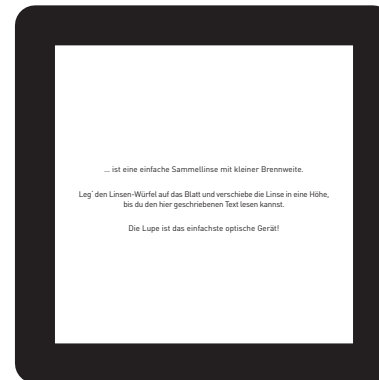 ... ist eine einfache Sammellinse mit kleiner Brennweite.
Leg´ den Linsen-Würfel auf das Blatt und verschiebe die Linse in eine Höhe,
bis du den hier geschriebenen Text lesen kannst.
Die Lupe ist das einfachste optische Gerät!